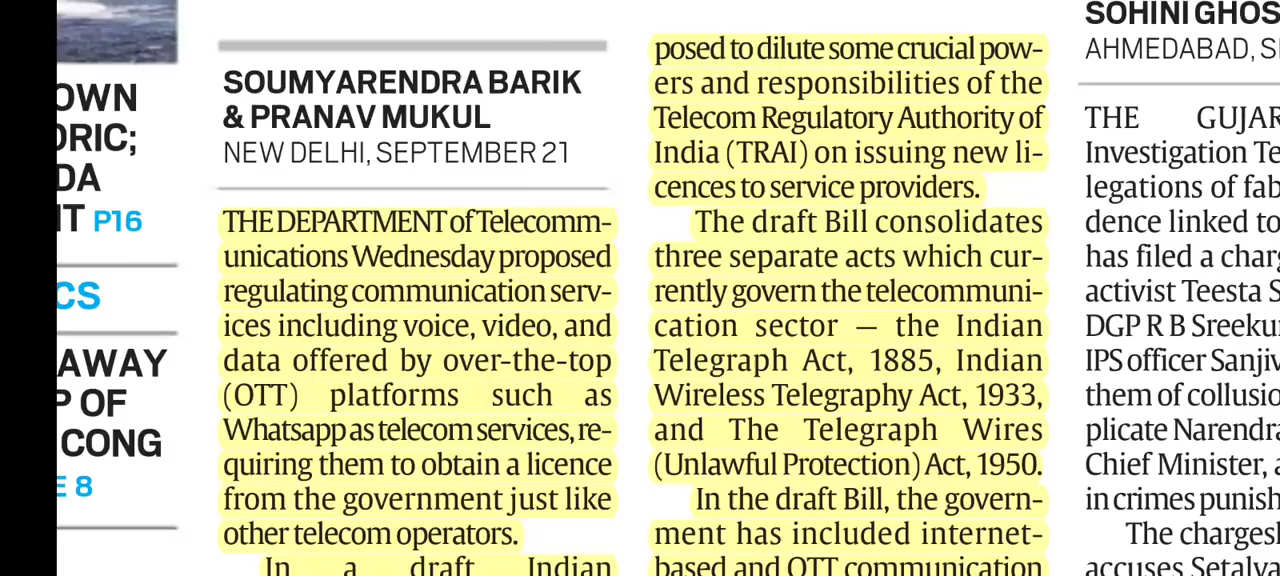 OWN
ORIC;
DA
IT P16
CS
AWAY
P OF
CONG
E 8
SOUMYARENDRA BARIK
& PRANAV MUKUL
NEW DELHI, SEPTEMBER 21
THE DEPARTMENT of Telecomm-
unications Wednesday proposed
regulating communication serv-
ices including voice, video, and
data offered by over-the-top
(OTT) platforms such as
Whatsapp as telecom services, re-
quiring them to obtain a licence
from the government just like
other telecom operators.
In a draft Indian
posed to dilute some crucial pow-
ers and responsibilities of the
Telecom Regulatory Authority of
India (TRAI) on issuing new li-
cences to service providers.
The draft Bill consolidates
three separate acts which cur-
rently govern the telecommuni-
cation sector — the Indian
Telegraph Act, 1885, Indian
Wireless Telegraphy Act, 1933,
and The Telegraph Wires
(Unlawful Protection) Act, 1950.
In the draft Bill, the govern-
ment has included internet-
based and OTT communication
SOHINI GHOS
AHMEDABAD, S
THE GUJAR
Investigation Te
legations of fab
dence linked to
has filed a charg
activist Teesta S
DGP R B Sreeku
IPS officer Sanjiv
them of collusio
plicate Narendra
Chief Minister, a
in crimes punish
The chargesh
accuses Setalva